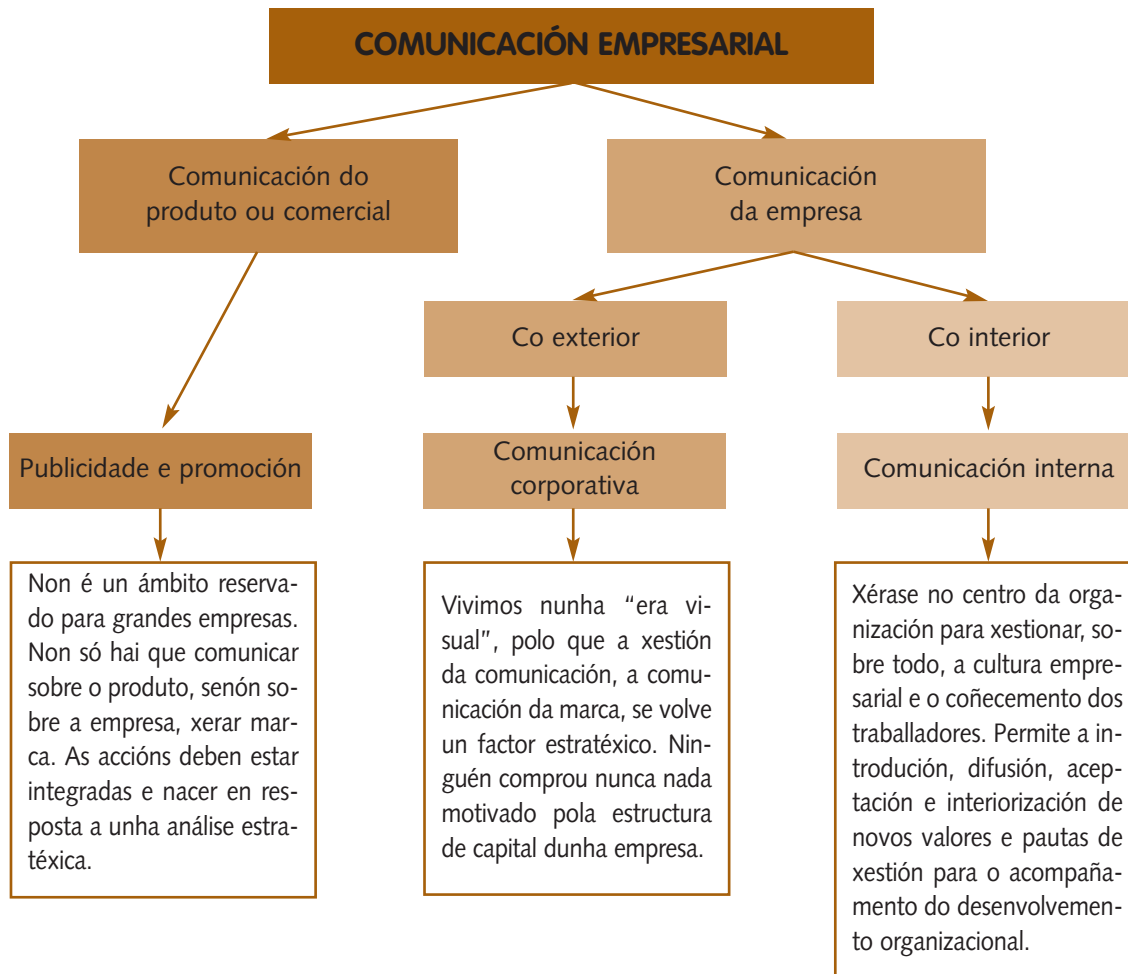 COMUNICACIÓN EMPRESARIAL
Comunicación do
produto ou comercial
Comunicación
da empresa
Co exterior
Co interior
Publicidade e promoción
Comunicación
corporativa
Comunicación interna
Non é un ámbito reserva-
do para grandes empresas.
Non só hai que comunicar
sobre o produto, senón so-
bre a empresa, xerar mar-
ca. As accións deben estar
integradas e nacer en res-
posta a unha análise estra-
téxica.
Vivimos nunha “era vi-
sual”, polo que a xestión
da comunicación, a comu-
nicación da marca, se volve
un factor estratéxico. Nin-
guén comprou nunca nada
motivado pola estructura
de capital dunha empresa.
Xérase no centro da orga-
nización para xestionar, so-
bre todo, a cultura empre-
sarial e o coñecemento dos
traballadores. Permite a in-
trodución, difusión, acep-
tación e interiorización de
novos valores e pautas de
xestión para o acompaña-
mento do desenvolvemen-
to organizacional.